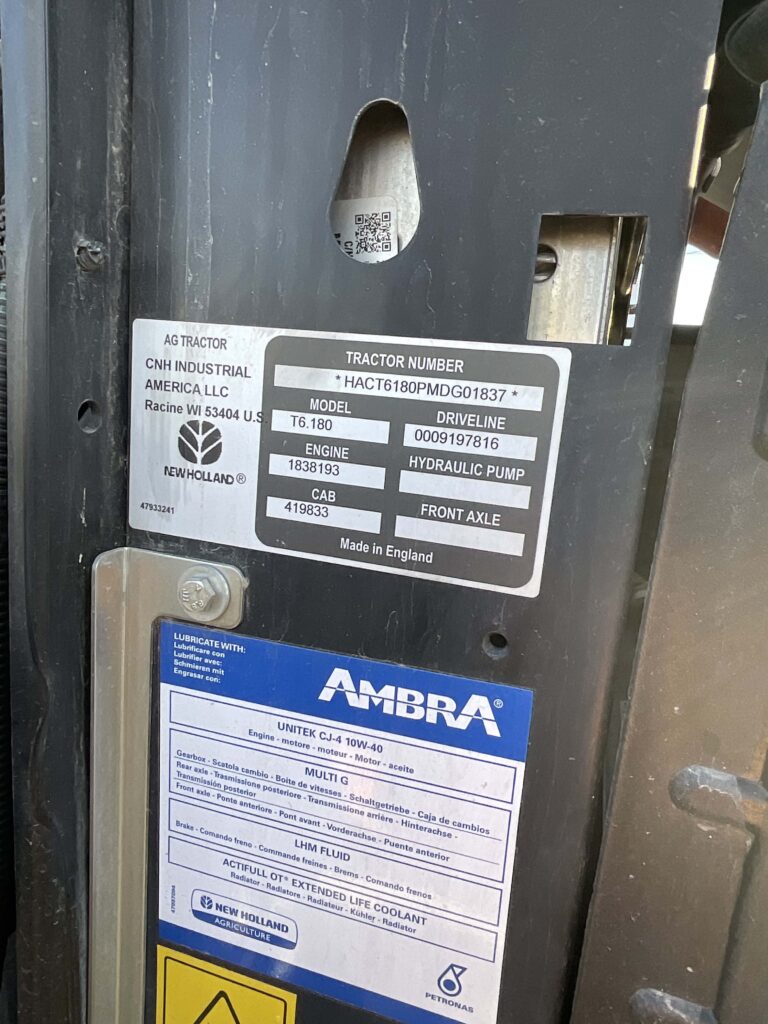 AG TRACTOR
CNH INDUSTRIAL
AMERICA LLC
Racine WI 53404 U.S.
NEW HOLLAND®
47933241
TRACTOR NUMBER
* HACT6180PMDG01837 *
MODEL
T6.180
DRIVELINE
0009197816
ENGINE
1838193
HYDRAULIC PUMP
CAB
419833
FRONT AXLE
Made in England
LUBRICATE WITH:
Lubrificare con
Lubrifier avec:
Schmieren mit
Engrasar con:
AMBRA®
UNITEK CJ-4 10W-40
Engine - motore - moteur - Motor - aceite
MULTI G
Gearbox - Scatola cambio - Boite de vitesses - Schaltgetriebe - Caja de cambios
Rear axle - Trasmissione posteriore - Transmissione arrière - Hinterachse -
Transmisión posterior
Front axle - Ponte anteriore - Pont avant - Vorderachse - Puente anterior
LHM FLUID
Brake - Comando freno - Commande freines - Brems - Comando frenos
ACTIFULL OT® EXTENDED LIFE COOLANT
Radiator - Radiatore - Radiateur - Kühler - Radiator
NEW HOLLAND
AGRICULTURE
PETRONAS